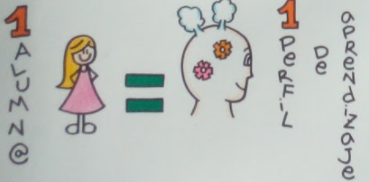 1
ALUMN@
=
1
PERFIL
De
aPRendizaje